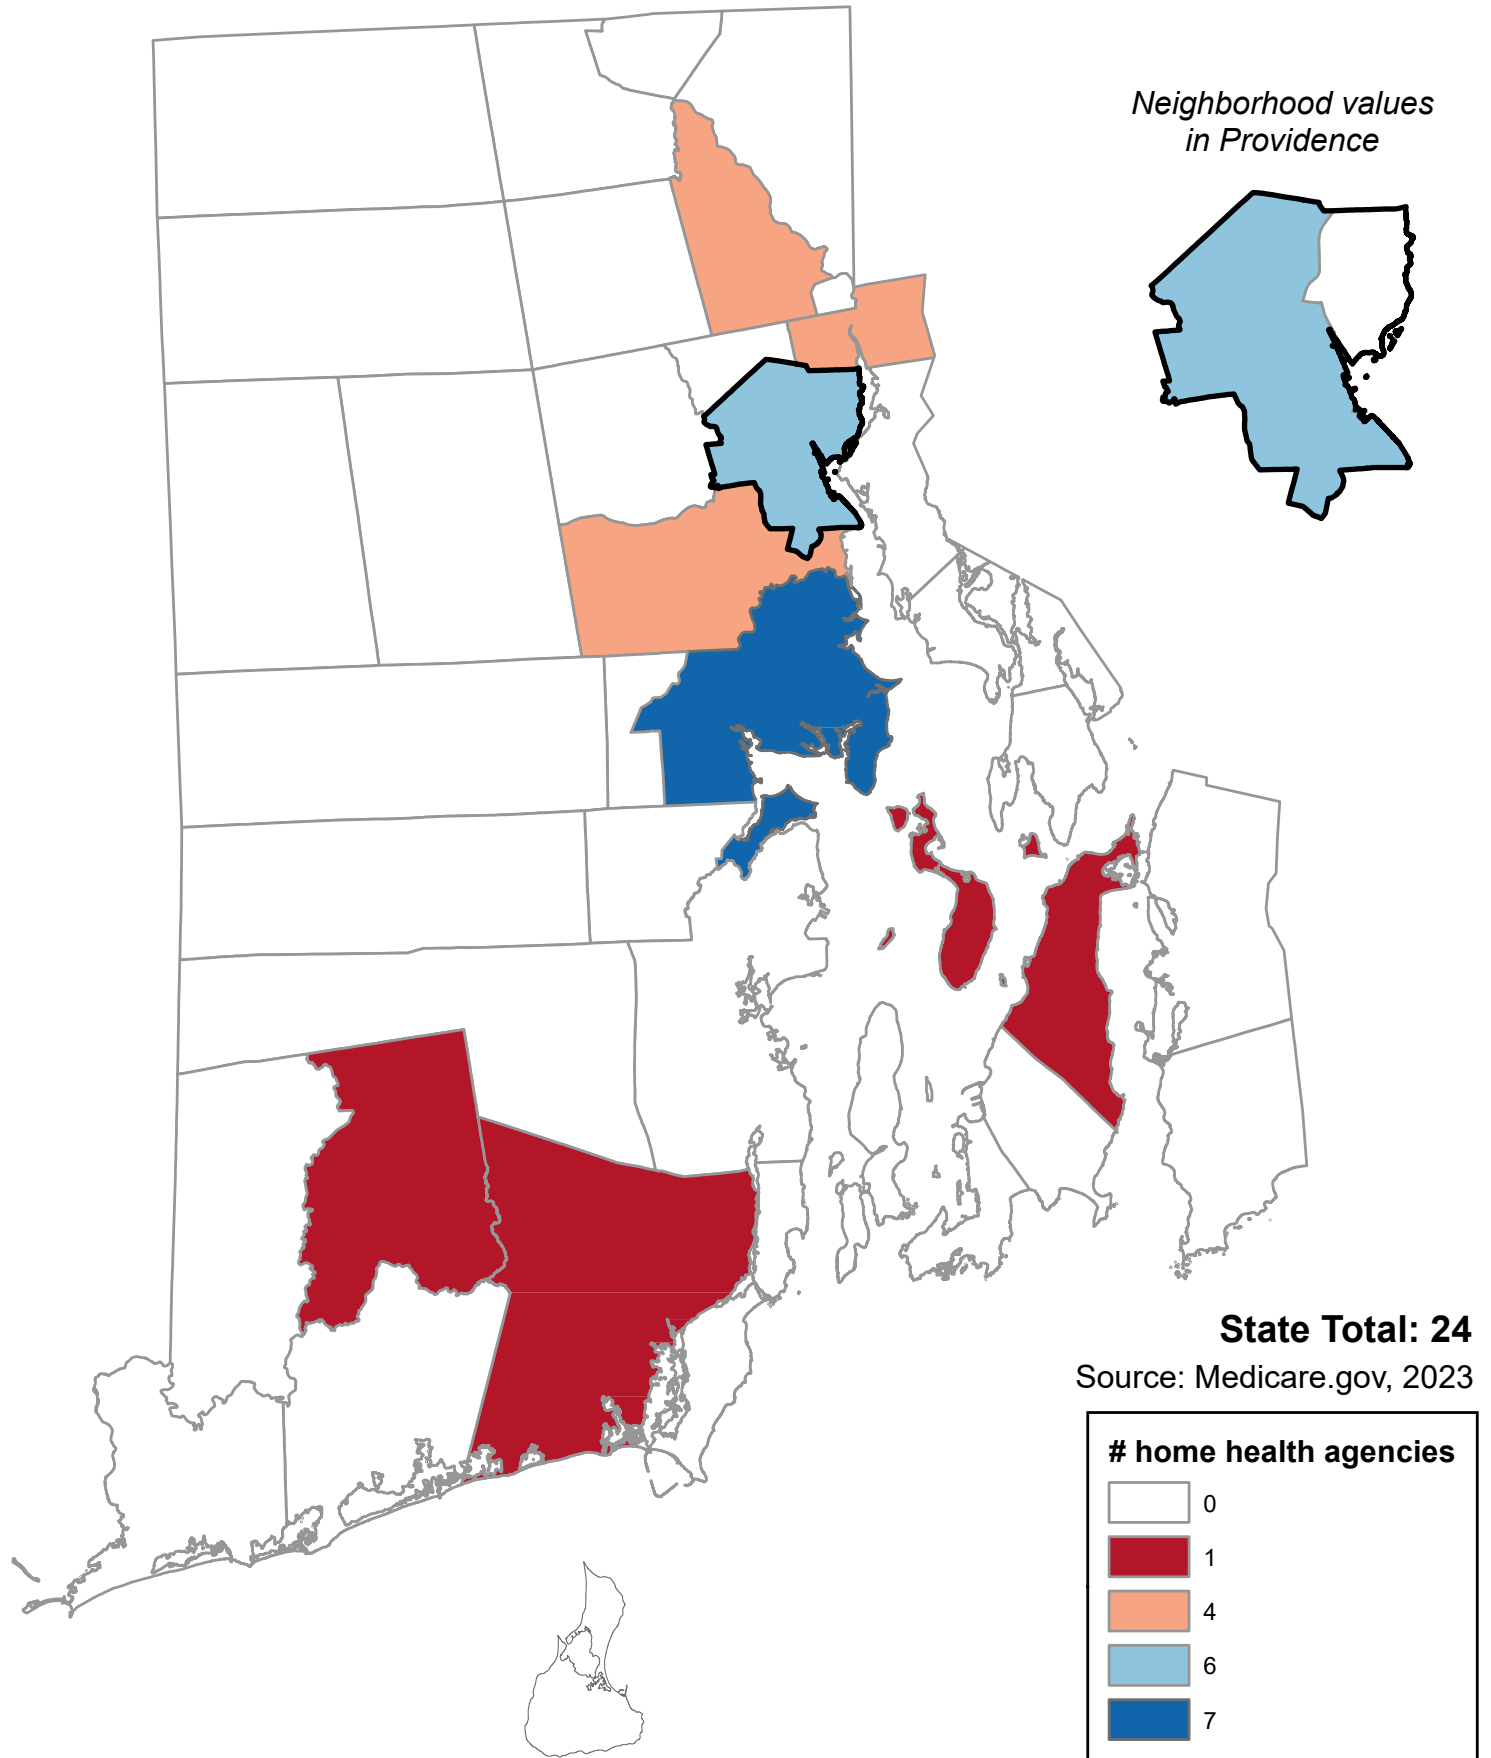 Neighborhood values
in Providence
State Total: 24
Source: Medicare.gov, 2023
# home health agencies
0
1
4
6
7